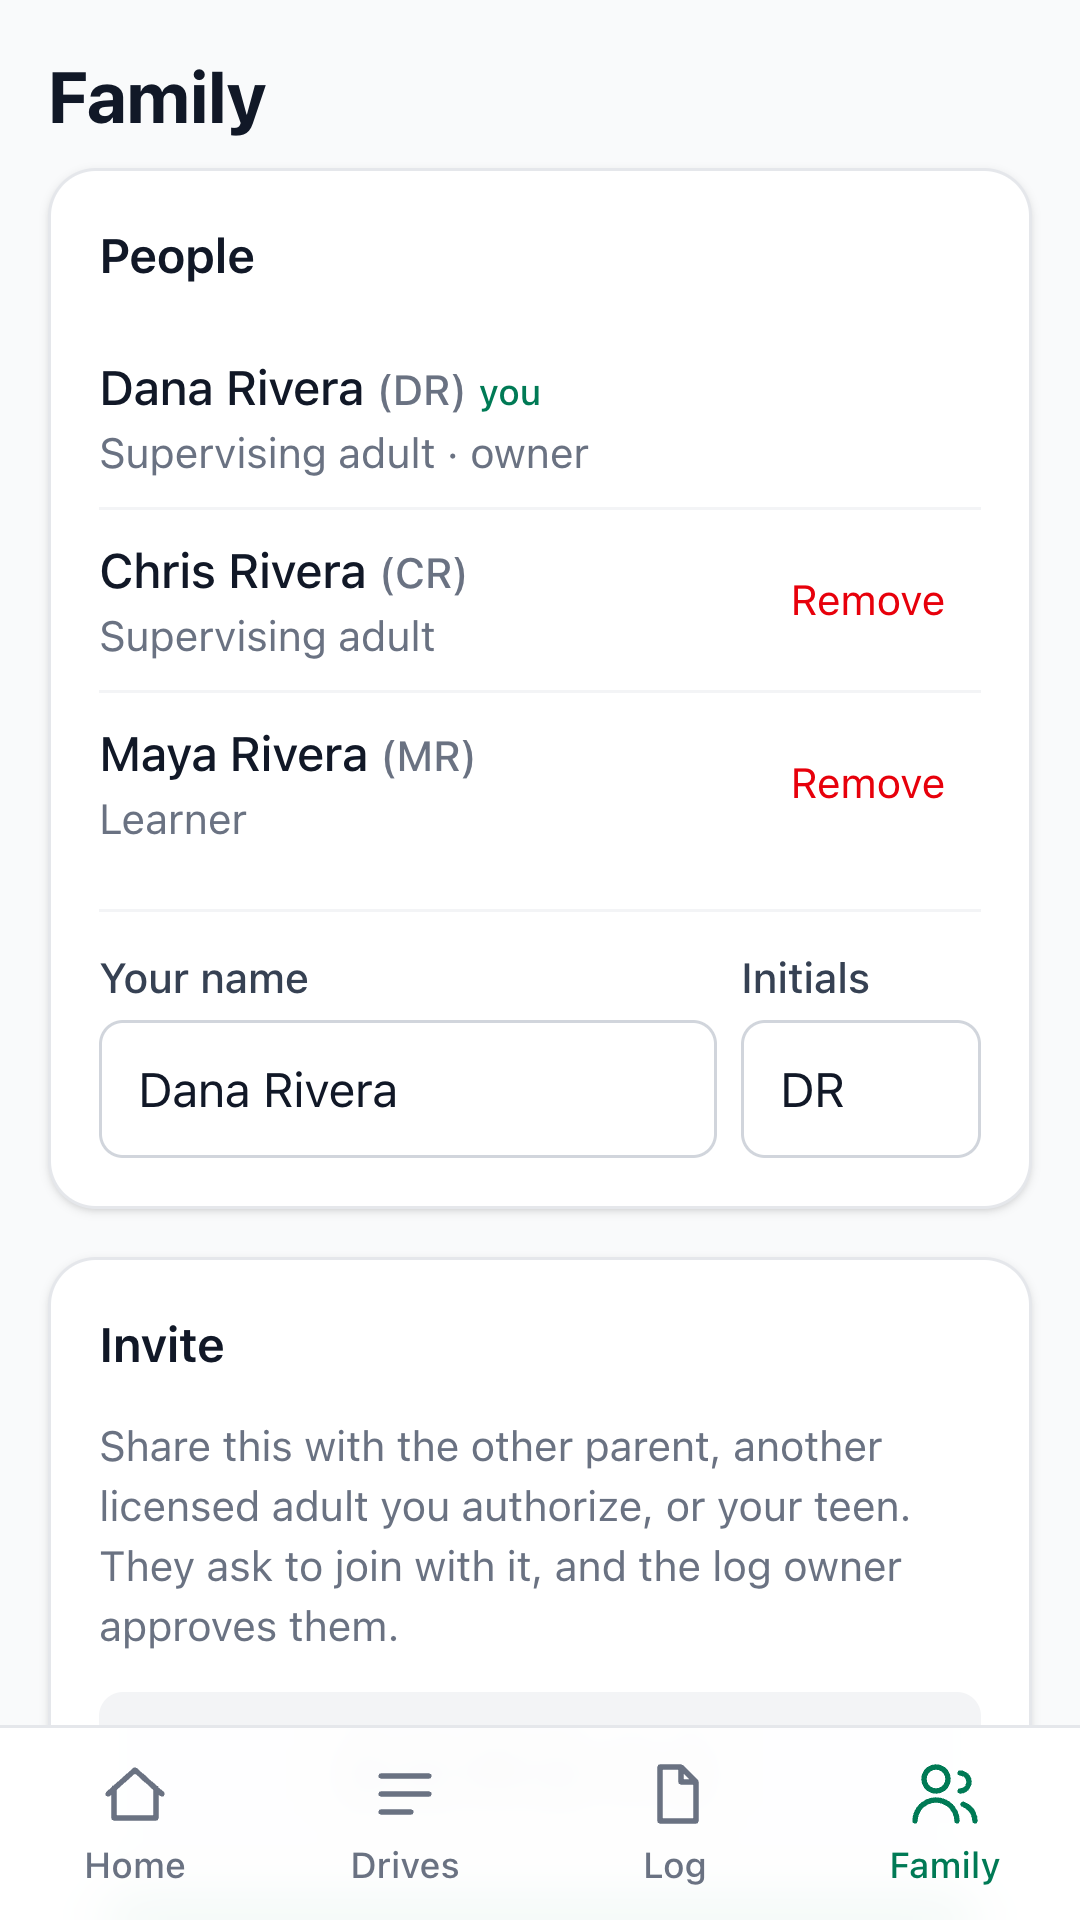 Family
People
Dana Rivera (DR) you
Supervising adult · owner
Chris Rivera (CR)
Supervising adult
Remove
Maya Rivera (MR)
Learner
Remove
Your name
Initials
Dana Rivera
DR
Invite
Share this with the other parent, another
licensed adult you authorize, or your teen.
They ask to join with it, and the log owner
approves them.
Home
Drives
Log
Family